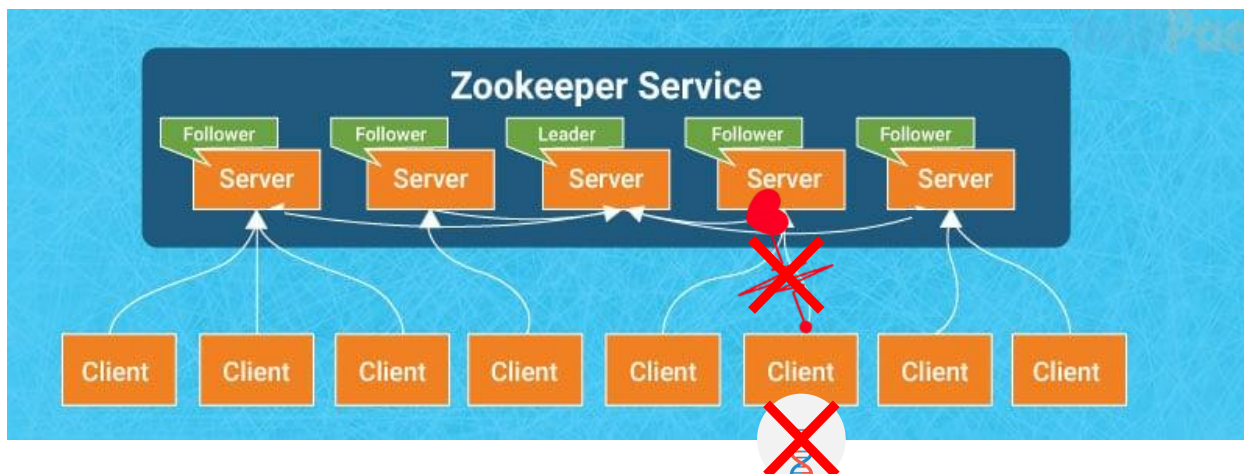 Zookeeper Service
Follower Follower Leader Follower Follower
Server Server Server Server Server
Client Client Client Client Client Client Client Client